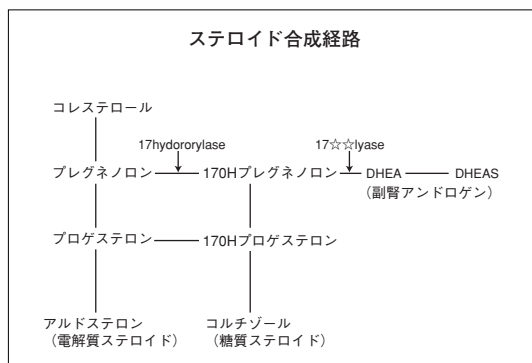 ステロイド合成経路
コレステロール
17hydororylase
17☆☆lyase
プレグネノロン
170Hプレグネノロン
DHEA
DHEAS
(副腎アンドロゲン)
プロゲステロン
170Hプロゲステロン
アルドステロン
(電解質ステロイド)
コルチゾール
(糖質ステロイド)